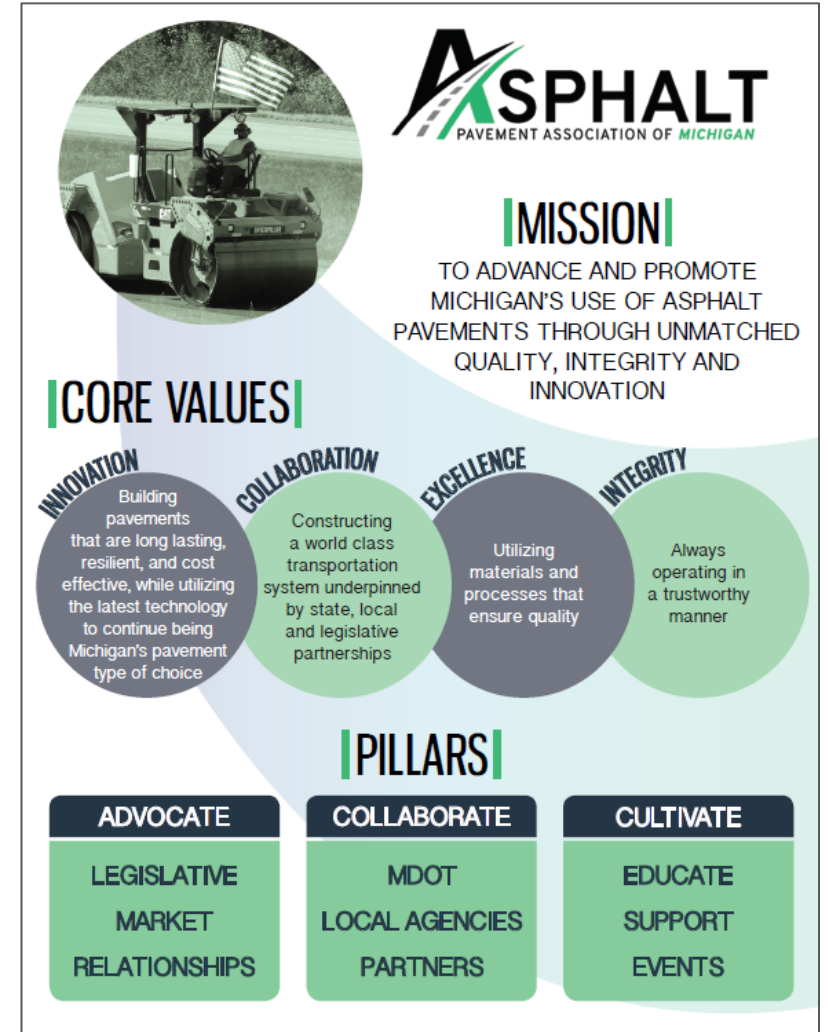 ASPHALT
PAVEMENT ASSOCIATION OF MICHIGAN
MISSION
TO ADVANCE AND PROMOTE
MICHIGAN'S USE OF ASPHALT
PAVEMENTS THROUGH UNMATCHED
QUALITY, INTEGRITY AND
INNOVATION
CORE VALUES
INNOVATION
Building
pavements
that are long lasting,
resilient, and cost
effective, while utilizing
the latest technology
to continue being
Michigan's pavement
type of choice
COLLABORATION
Constructing
a world class
transportation
system underpinned
by state, local
and legislative
partnerships
EXCELLENCE
Utilizing
materials and
processes that
ensure quality
INTEGRITY
Always
operating in
a trustworthy
manner
PILLARS
ADVOCATE
LEGISLATIVE
MARKET
RELATIONSHIPS
COLLABORATE
MDOT
LOCAL AGENCIES
PARTNERS
CULTIVATE
EDUCATE
SUPPORT
EVENTS
CAT
CATERPILLAR